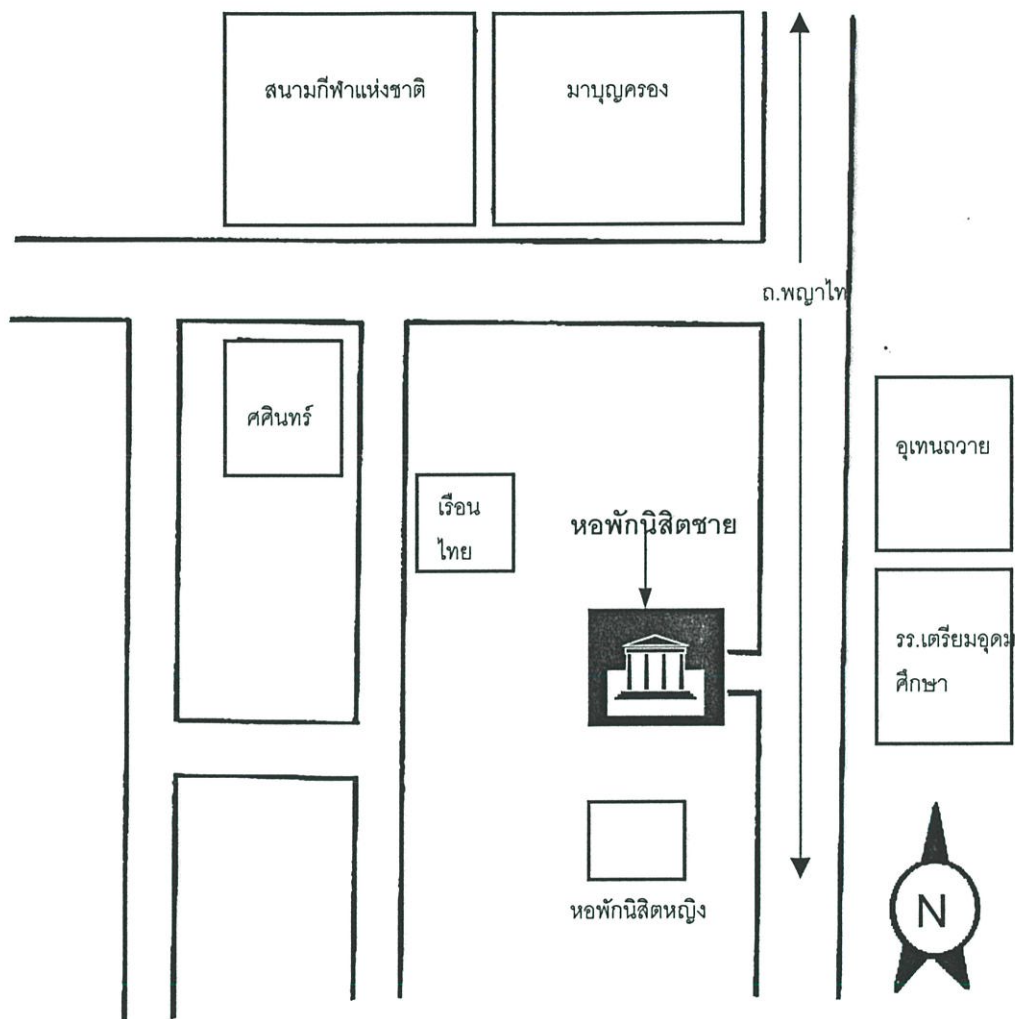 สนามกีฬาแห่งชาติ
มาบุญครอง
ถ.พญาไท
ศศินทร์
อุเทนถวาย
เรือน
ไทย
หอพักนิสิตชาย
รร.เตรียมอุดม
ศึกษา
หอพักนิสิตหญิง
N